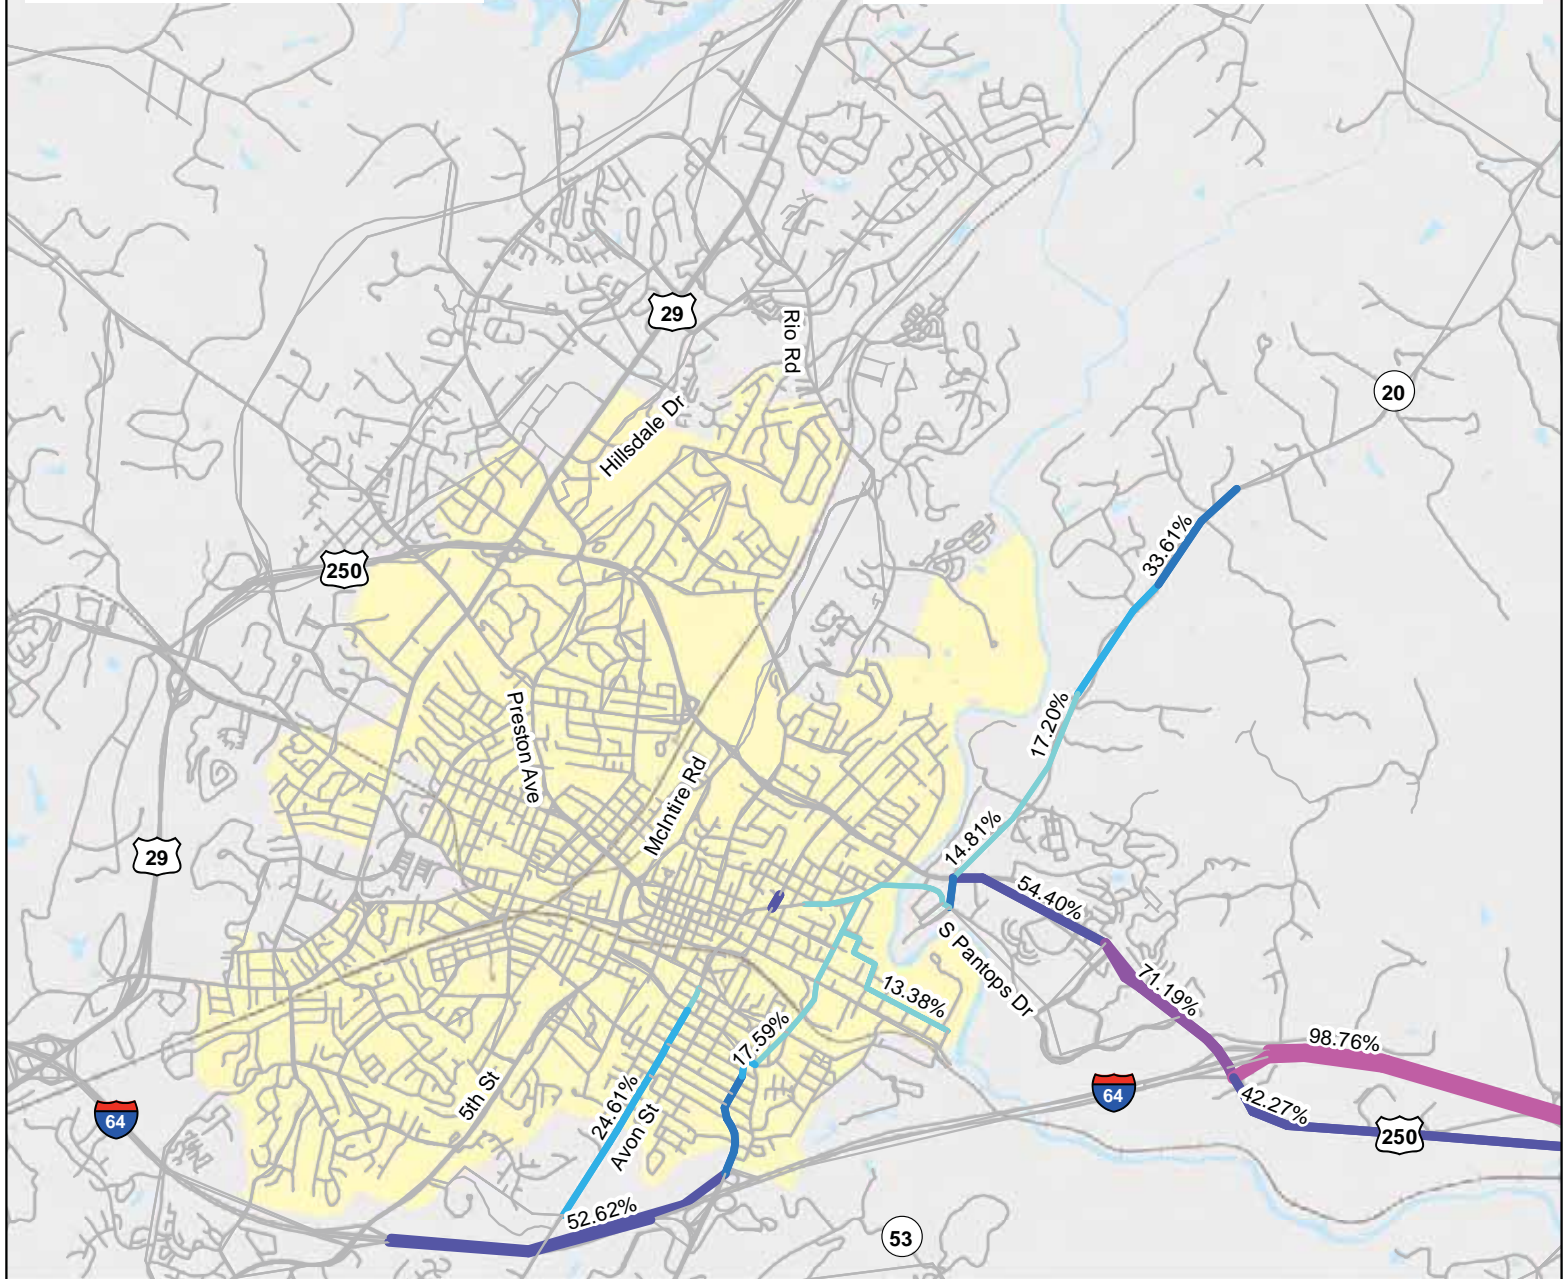 29
Rio Rd
20
Hillsdale Dr
33.61%
250
17.20%
Preston Ave
McIntire Rd
14.81%
29
54.40%
S Pantops Dr
71.19%
13.38%
17.59%
98.76%
5th St
24.61%
Avon St
64
64
42.27%
250
52.62%
53